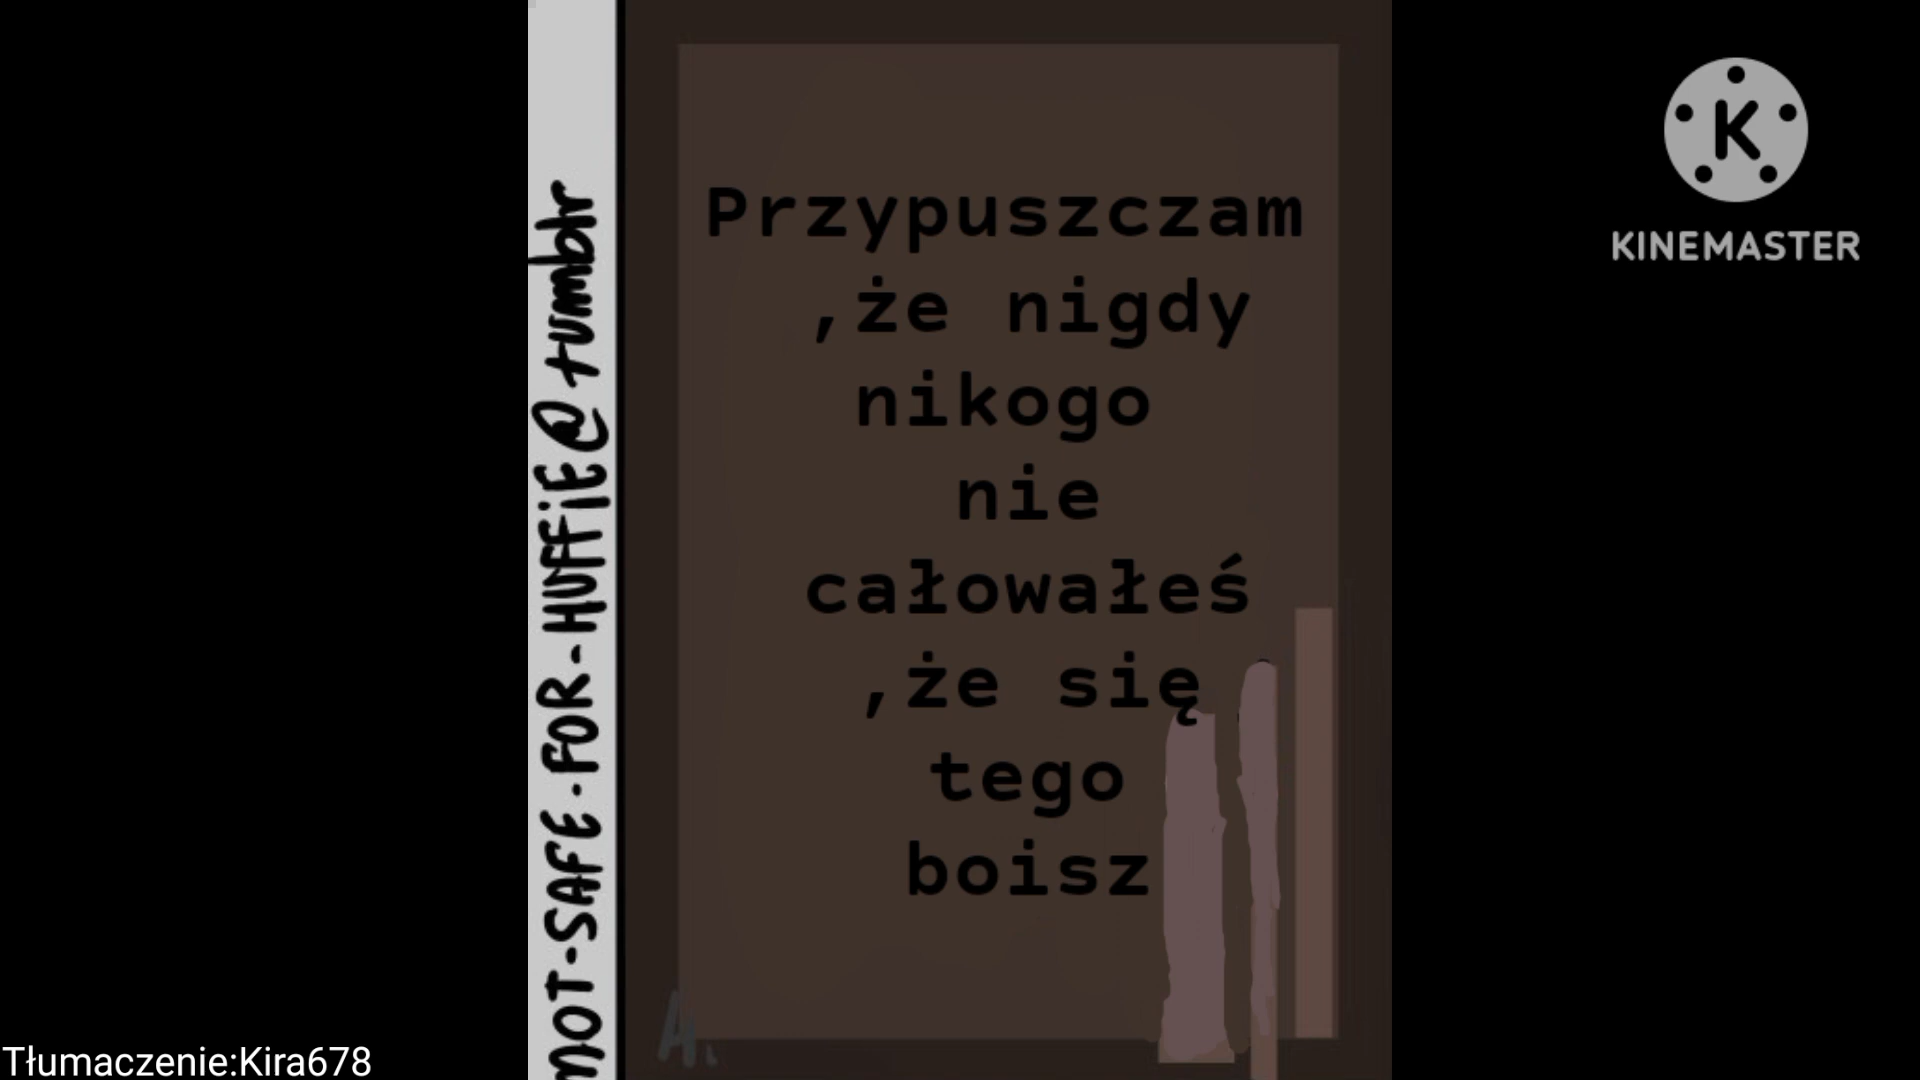 Przypuszczam
,że nigdy
nikogo
nie
całowałeś
,że się
tego
boisz
NOT-SAFE-FOR-HUFFIE@tumblr
K
KINEMASTER
A.
Tłumaczenie:Kira678